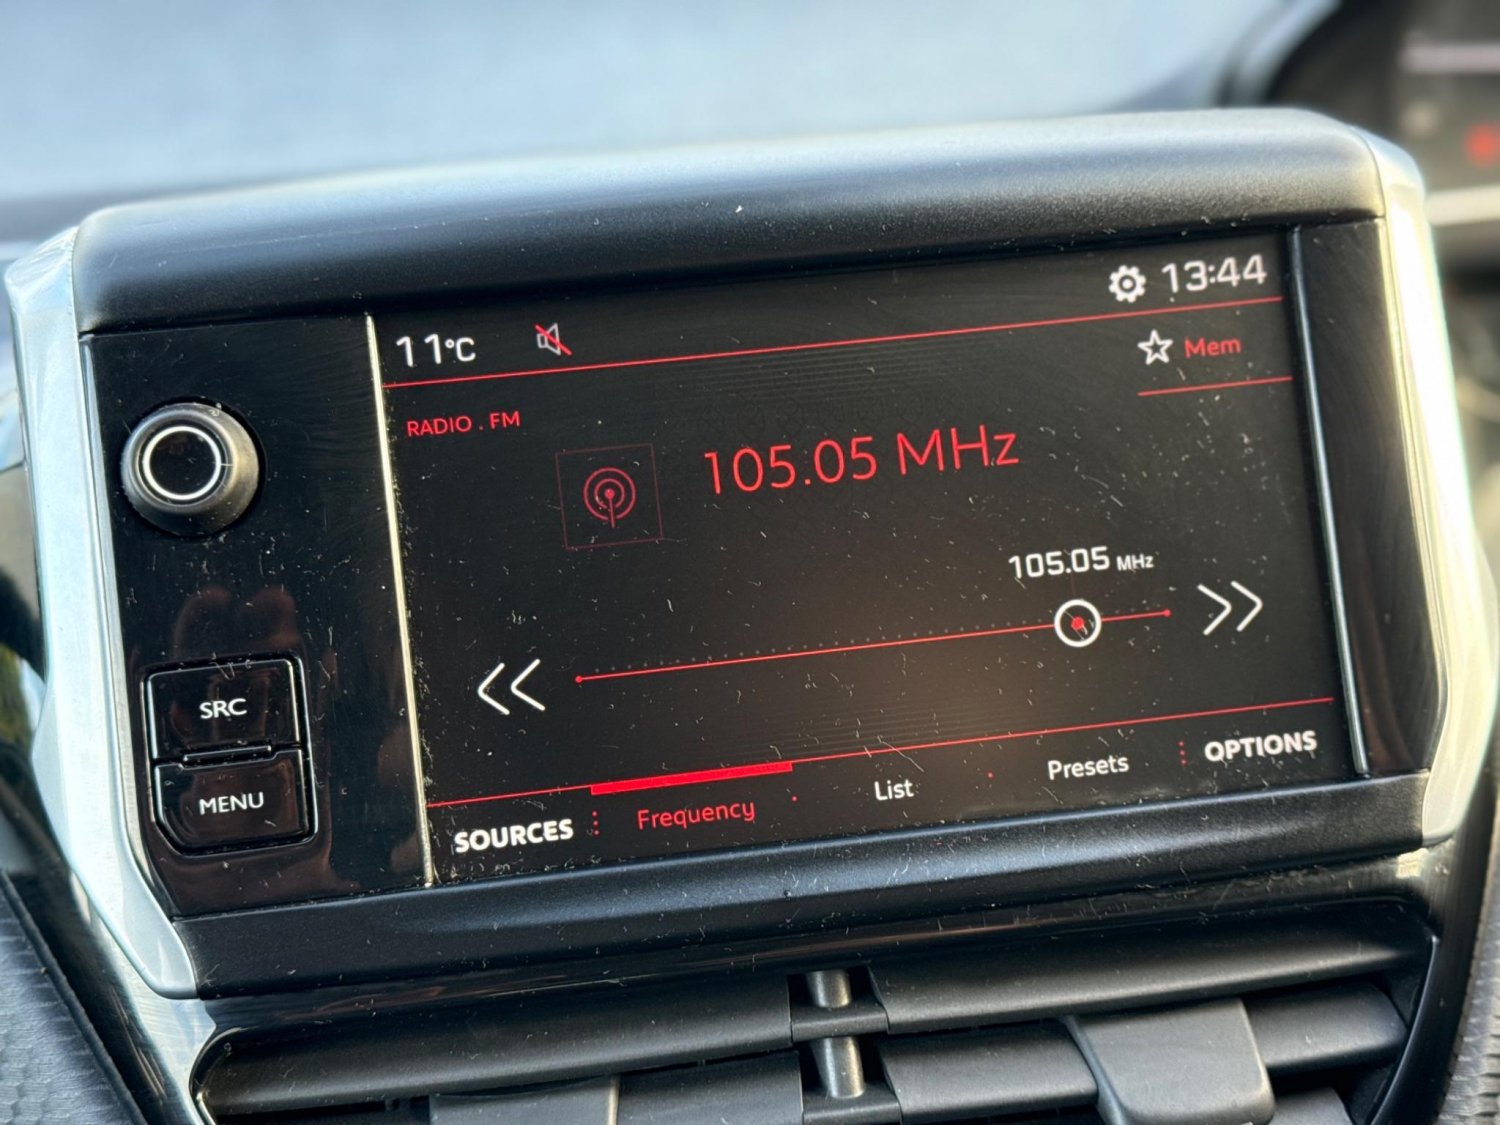 11°C 13:44
Mem
RADIO . FM
105.05 MHz
105.05 MHz
SRC
MENU
SOURCES Frequency List Presets OPTIONS